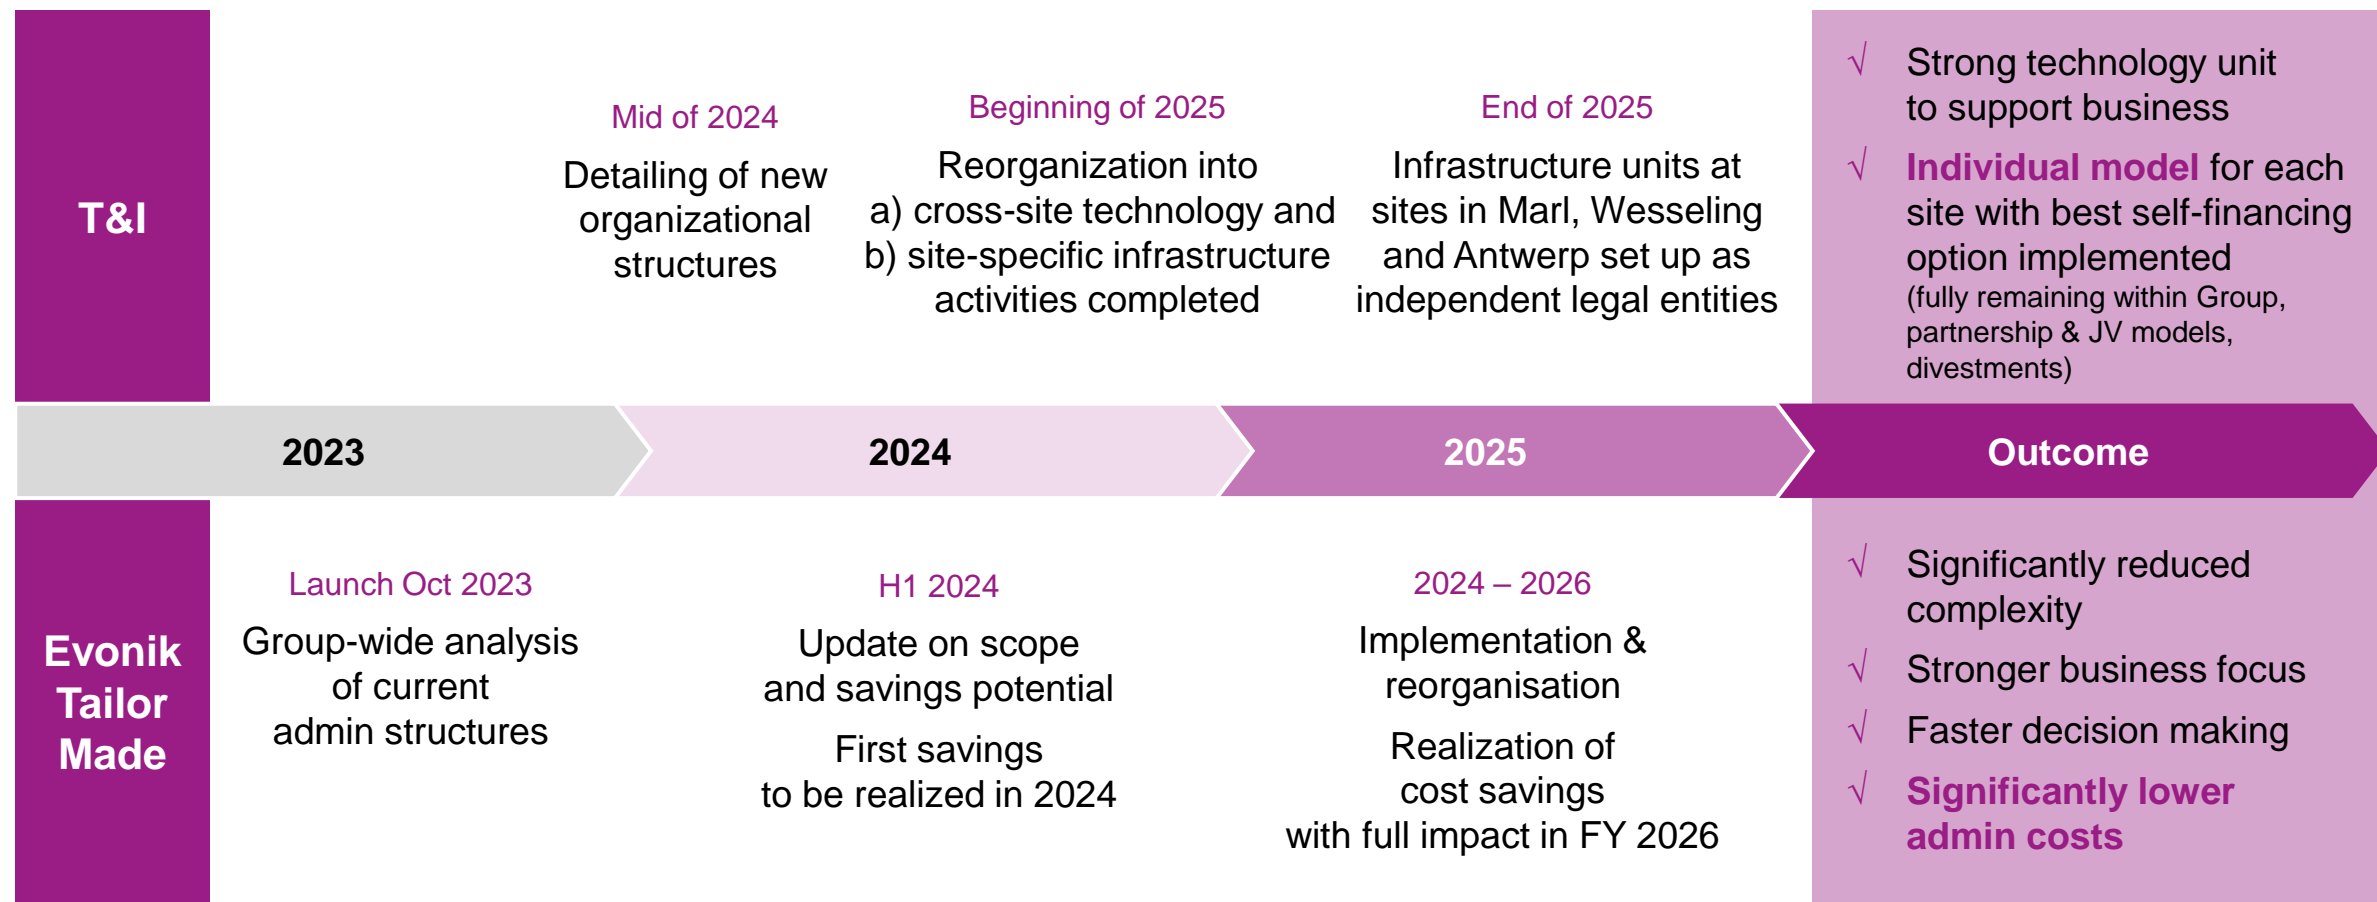 T&I
Mid of 2024
Detailing of new
organizational
structures
Beginning of 2025
Reorganization into
a) cross-site technology and
b) site-specific infrastructure
activities completed
End of 2025
Infrastructure units at
sites in Marl, Wesseling
and Antwerp set up as
independent legal entities
√ Strong technology unit
to support business
√ Individual model for each
site with best self-financing
option implemented
(fully remaining within Group,
partnership & JV models,
divestments)
2023
2024
2025
Outcome
Evonik
Tailor
Made
Launch Oct 2023
Group-wide analysis
of current
admin structures
H1 2024
Update on scope
and savings potential
First savings
to be realized in 2024
2024 – 2026
Implementation &
reorganisation
Realization of
cost savings
with full impact in FY 2026
√ Significantly reduced
complexity
√ Stronger business focus
√ Faster decision making
√ Significantly lower
admin costs